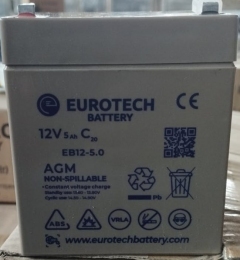 EUROTECH
BATTERY
12V 5Ah C20
EB12-5.0
AGM
NON-SPILLABLE
• Constant voltage charge
Pb
ABS
VRLA
www.eurotechbattery.com